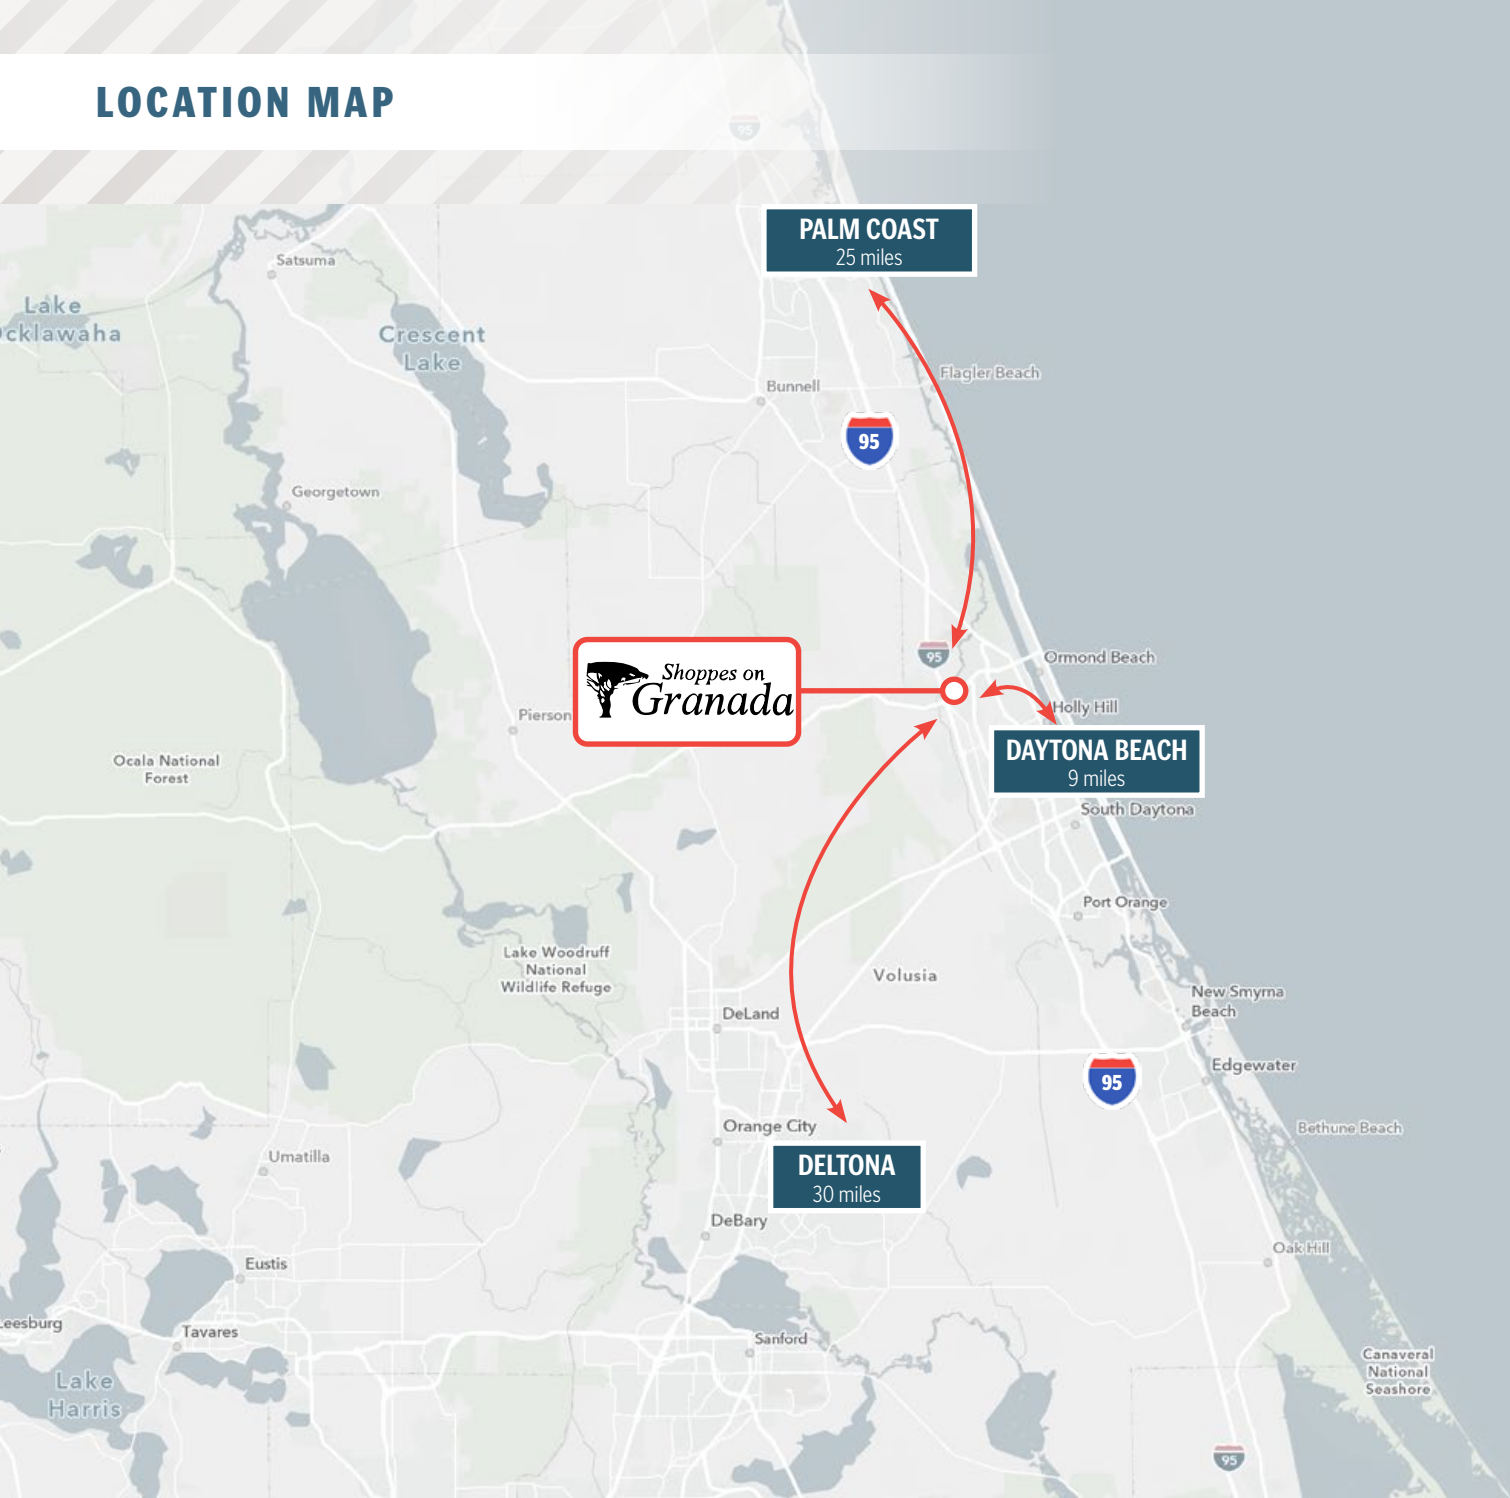 LOCATION MAP
95
PALM COAST
25 miles
Satsuma
Lake
cklawaha
Crescent
Lake
Flagler Beach
Bunnell
95
Georgetown
95
Ormond Beach
Shoppes on
Granada
Holly Hill
Pierson
DAYTONA BEACH
9 miles
Ocala National
Forest
South Daytona
Port Orange
Lake Woodruff
National
Wildlife Refuge
Volusia
New Smyrna
Beach
DeLand
Edgewater
95
Orange City
Bethune Beach
Umatilla
DELTONA
30 miles
DeBary
Oak Hill
Eustis
Leesburg
Tavares
Sanford
Canaveral
National
Seashore
Lake
Harris
95